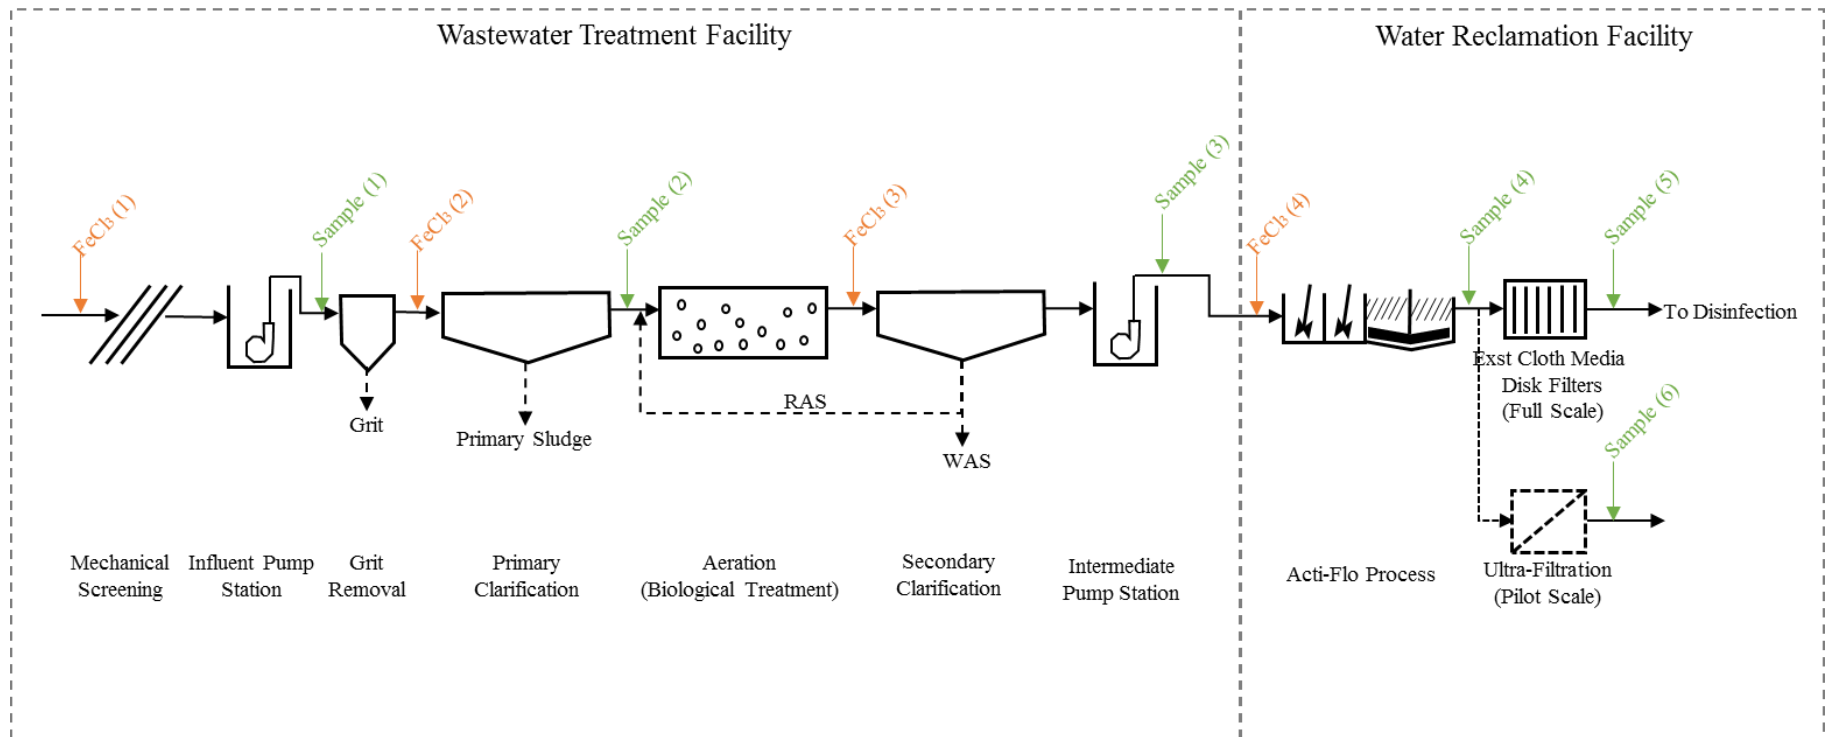 Wastewater Treatment Facility
Water Reclamation Facility
FeCl₃ (1)
Sample (1)
FeCl₃ (2)
Sample (2)
FeCl₃ (3)
Sample (3)
FeCl₃ (4)
Sample (4)
Sample (5)
To Disinfection
Exst Cloth Media
Disk Filters
(Full Scale)
RAS
Grit
Primary Sludge
WAS
Sample (6)
Mechanical
Screening
Influent Pump
Station
Grit
Removal
Primary
Clarification
Aeration
(Biological Treatment)
Secondary
Clarification
Intermediate
Pump Station
Acti-Flo Process
Ultra-Filtration
(Pilot Scale)